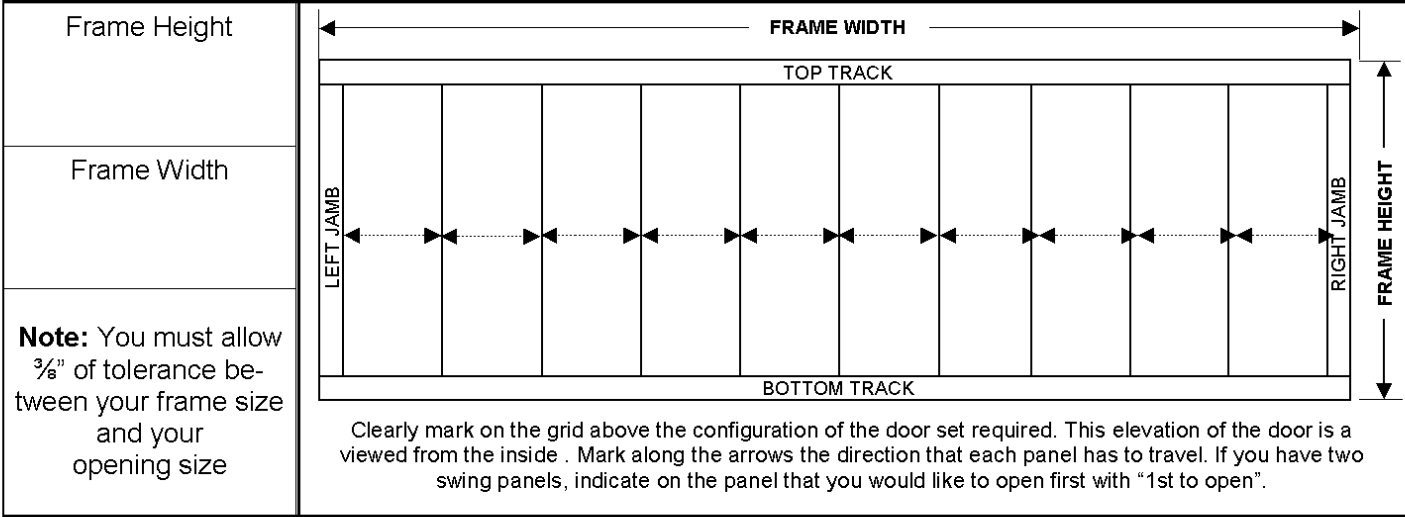 Frame Height
Frame Width
Note: You must allow
⅜” of tolerance be-
tween your frame size
and your
opening size
FRAME WIDTH
TOP TRACK
LEFT JAMB
RIGHT JAMB
FRAME HEIGHT
BOTTOM TRACK
Clearly mark on the grid above the configuration of the door set required. This elevation of the door is a
viewed from the inside . Mark along the arrows the direction that each panel has to travel. If you have two
swing panels, indicate on the panel that you would like to open first with “1st to open”.